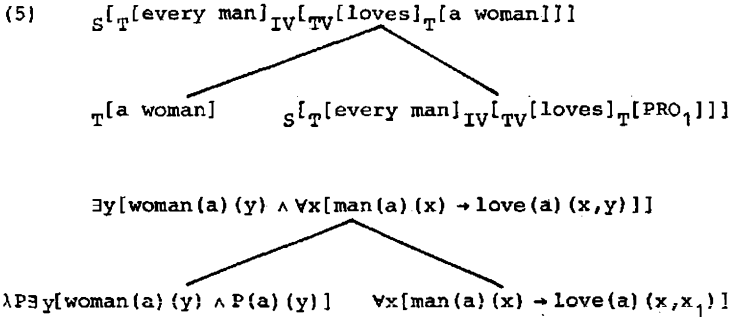 (5) S[T[every man]IV[TV[loves]T[a woman]]]
T[a woman] S[T[every man]IV[TV[loves]T[PRO1]]]
∃y[woman(a)(y) ∧ ∀x[man(a)(x) → love(a)(x,y)]]
λP∃y[woman(a)(y) ∧ P(a)(y)] ∀x[man(a)(x) → love(a)(x,x1)]